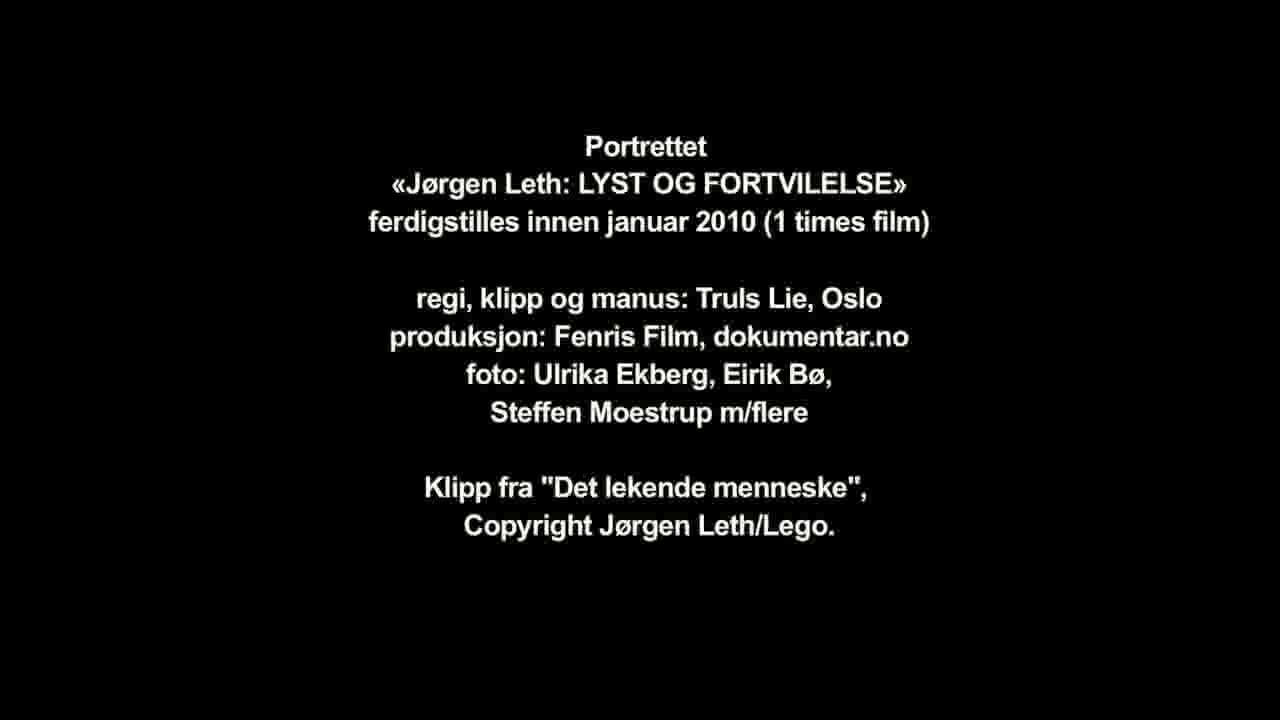 Portrettet
«Jørgen Leth: LYST OG FORTVILELSE»
ferdigstilles innen januar 2010 (1 times film)
regi, klipp og manus: Truls Lie, Oslo
produksjon: Fenris Film, dokumentar.no
foto: Ulrika Ekberg, Eirik Bø,
Steffen Moestrup m/flere
Klipp fra "Det lekende menneske",
Copyright Jørgen Leth/Lego.